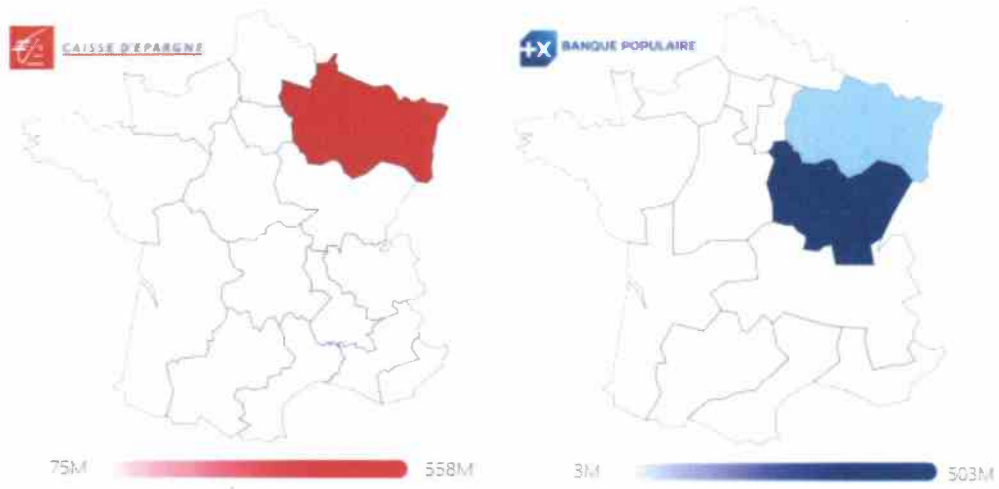 CAISSE D'EPARGNE
+X BANQUE POPULAIRE
75M 558M
3M 503M